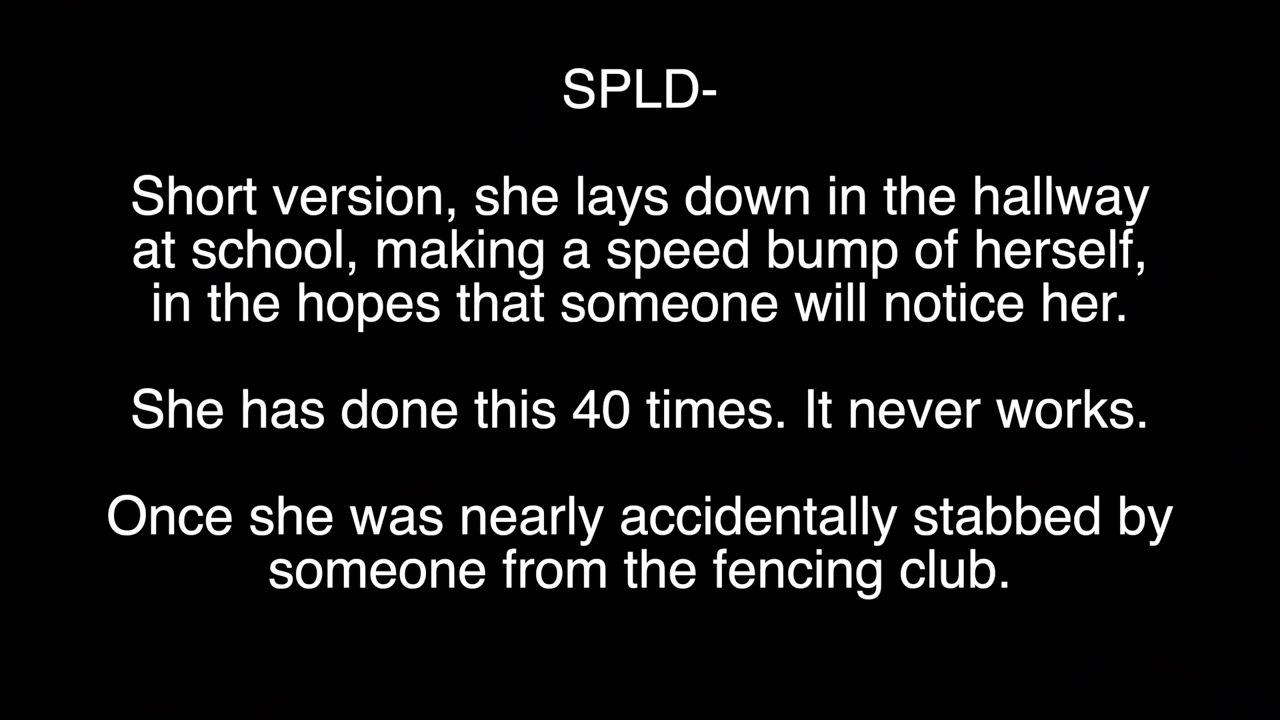 SPLD-
Short version, she lays down in the hallway
at school, making a speed bump of herself,
in the hopes that someone will notice her.
She has done this 40 times. It never works.
Once she was nearly accidentally stabbed by
someone from the fencing club.